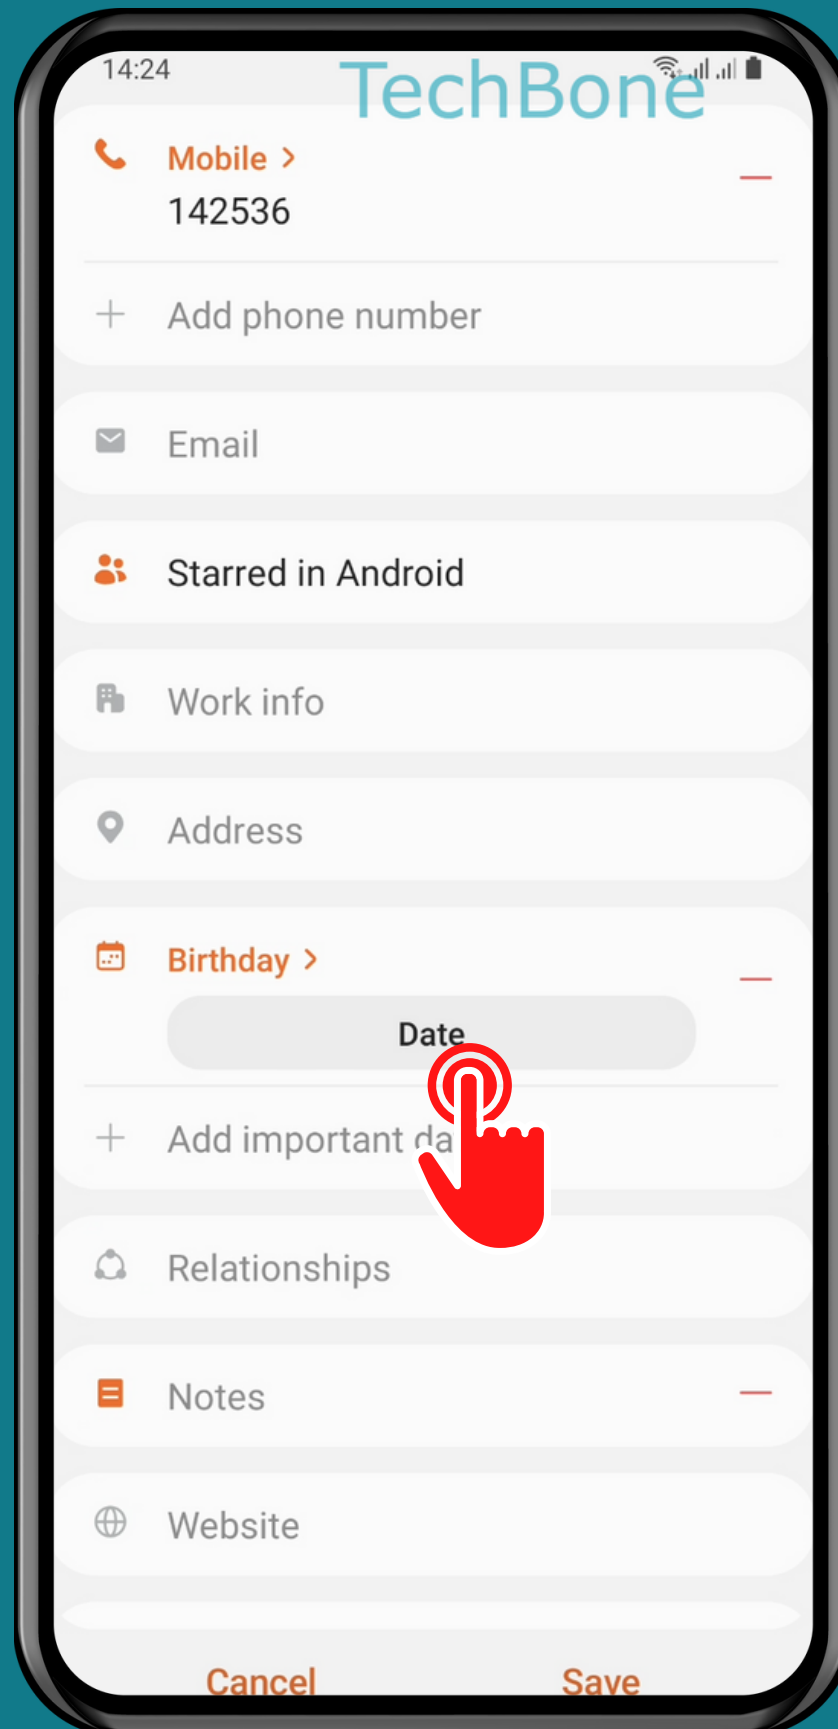 14:24
TechBone
Mobile >
142536
Add phone number
Email
Starred in Android
Work info
Address
Birthday >
Date
Add important da
Relationships
Notes
Website
Cancel
Save